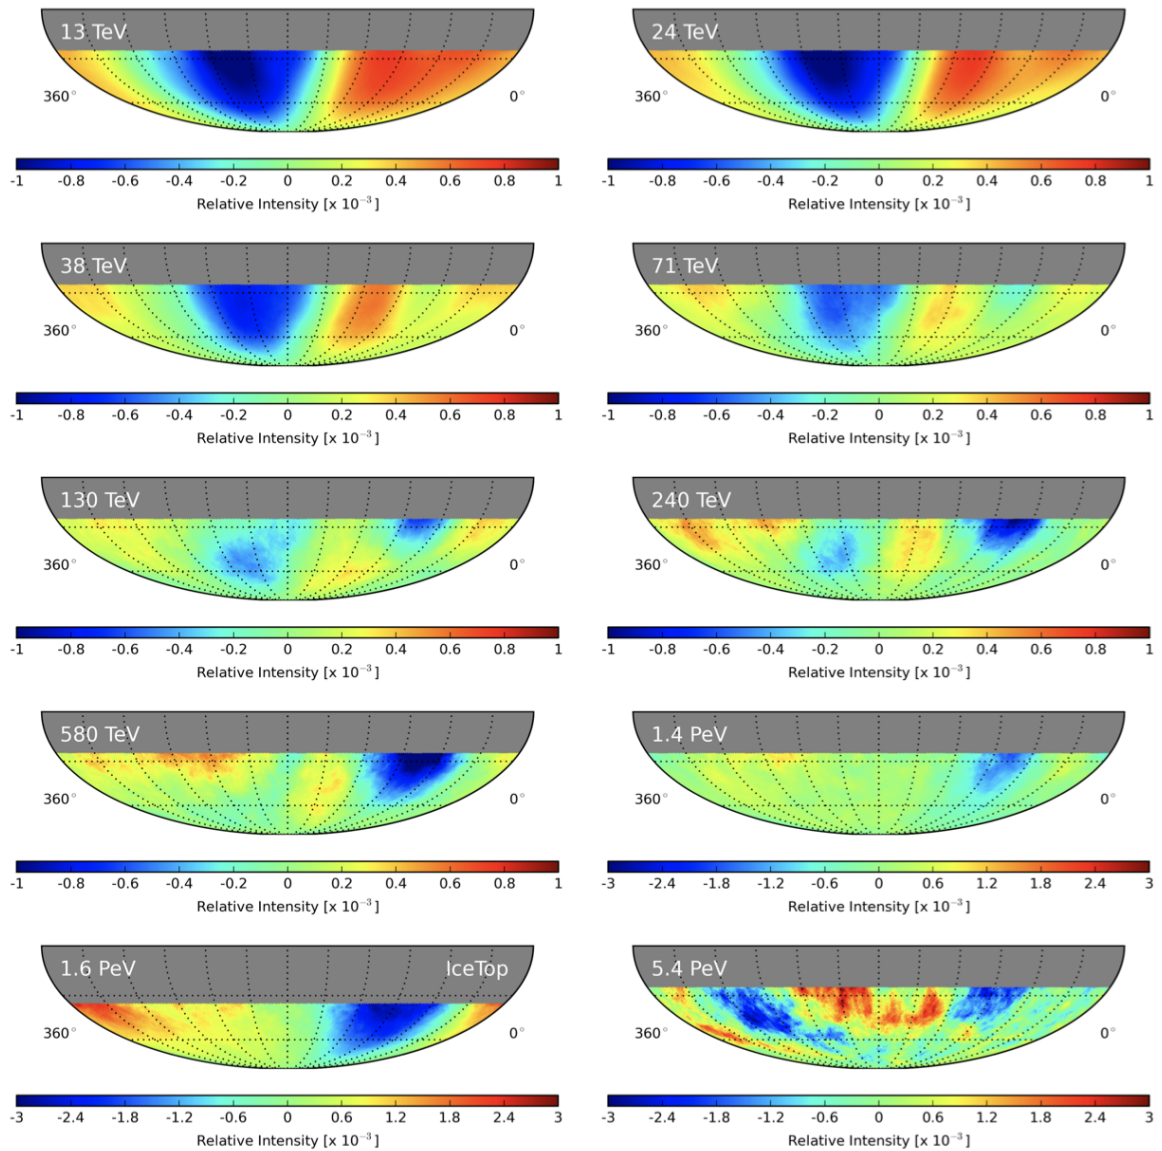 13 TeV
24 TeV
360° 0°
360° 0°
-1 -0.8 -0.6 -0.4 -0.2 0 0.2 0.4 0.6 0.8 1
Relative Intensity [x 10⁻³]
-1 -0.8 -0.6 -0.4 -0.2 0 0.2 0.4 0.6 0.8 1
Relative Intensity [x 10⁻³]
38 TeV
71 TeV
360° 0°
360° 0°
-1 -0.8 -0.6 -0.4 -0.2 0 0.2 0.4 0.6 0.8 1
Relative Intensity [x 10⁻³]
-1 -0.8 -0.6 -0.4 -0.2 0 0.2 0.4 0.6 0.8 1
Relative Intensity [x 10⁻³]
130 TeV
240 TeV
360° 0°
360° 0°
-1 -0.8 -0.6 -0.4 -0.2 0 0.2 0.4 0.6 0.8 1
Relative Intensity [x 10⁻³]
-1 -0.8 -0.6 -0.4 -0.2 0 0.2 0.4 0.6 0.8 1
Relative Intensity [x 10⁻³]
580 TeV
1.4 PeV
360° 0°
360° 0°
-1 -0.8 -0.6 -0.4 -0.2 0 0.2 0.4 0.6 0.8 1
Relative Intensity [x 10⁻³]
-3 -2.4 -1.8 -1.2 -0.6 0 0.6 1.2 1.8 2.4 3
Relative Intensity [x 10⁻³]
1.6 PeV IceTop
5.4 PeV
360° 0°
360° 0°
-3 -2.4 -1.8 -1.2 -0.6 0 0.6 1.2 1.8 2.4 3
Relative Intensity [x 10⁻³]
-3 -2.4 -1.8 -1.2 -0.6 0 0.6 1.2 1.8 2.4 3
Relative Intensity [x 10⁻³]